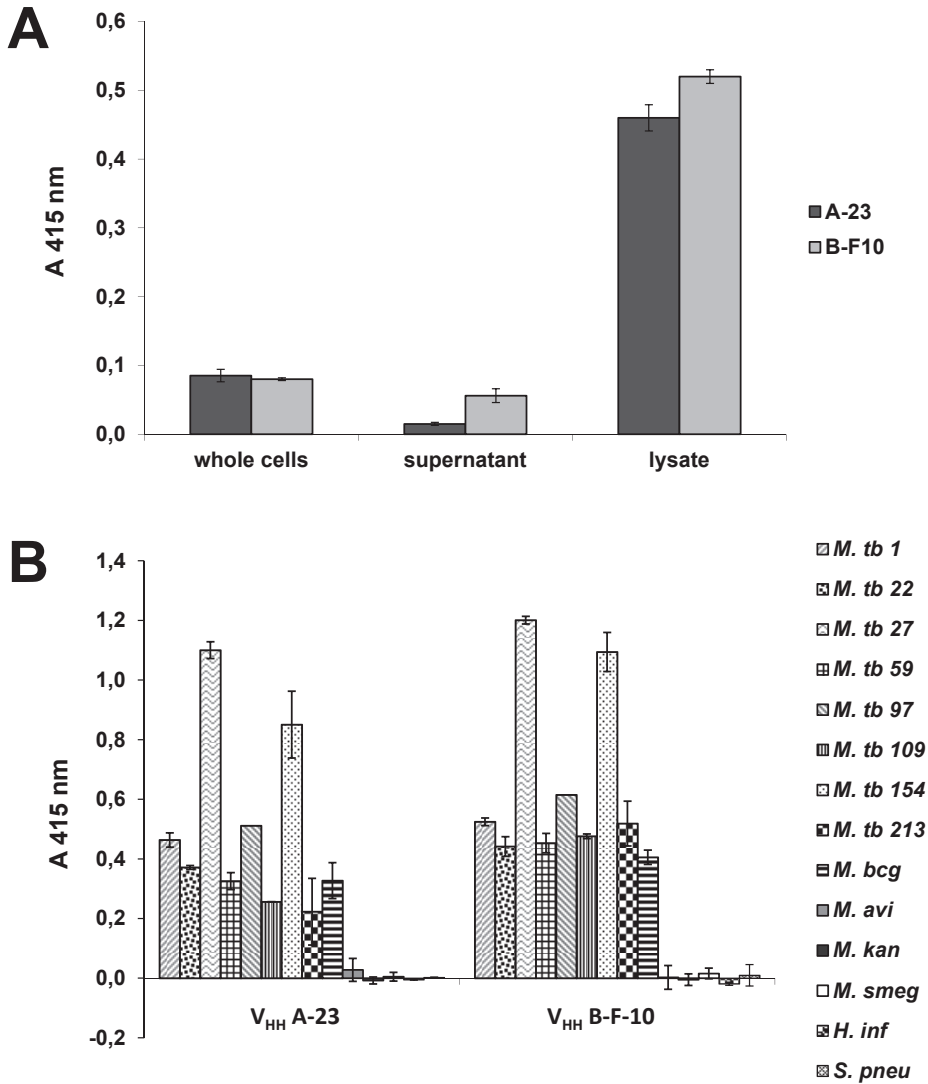 A
0,6
0,5
0,4
0,3
0,2
0,1
0,0
A 415 nm
whole cells supernatant lysate
A-23
B-F10
B
1,4
1,2
1,0
0,8
0,6
0,4
0,2
0,0
-0,2
A 415 nm
VHH A-23 VHH B-F-10
M. tb 1
M. tb 22
M. tb 27
M. tb 59
M. tb 97
M. tb 109
M. tb 154
M. tb 213
M. bcg
M. avi
M. kan
M. smeg
H. inf
S. pneu